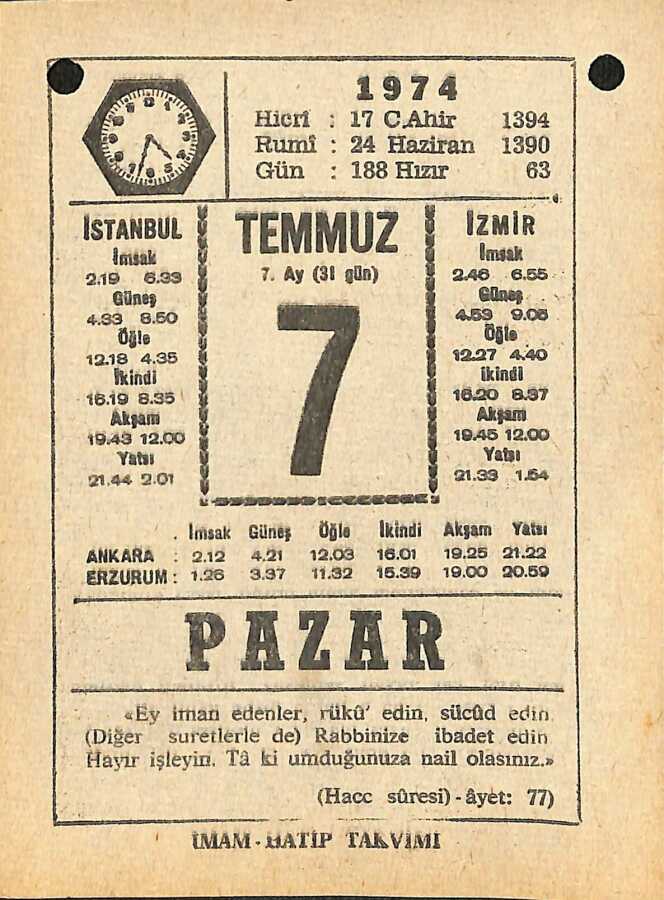 1974
Hicrî : 17 C.Ahir 1394
Rumî : 24 Haziran 1390
Gün : 188 Hızır 63
İSTANBUL
İmsak
2.19 6.33
Güneş
4.33 8.50
Öğle
12.18 4.35
İkindi
16.19 8.35
Akşam
19.43 12.00
Yatsı
21.44 2.01
TEMMUZ
7. Ay (31 gün)
7
İZMİR
İmsak
2.46 6.55
Güneş
4.53 9.08
Öğle
12.27 4.40
İkindi
16.20 8.37
Akşam
19.45 12.00
Yatsı
21.33 1.54
İmsak Güneş Öğle İkindi Akşam Yatsı
ANKARA : 2.12 4.21 12.03 16.01 19.25 21.22
ERZURUM : 1.26 3.37 11.32 15.39 19.00 20.59
PAZAR
«Ey iman edenler, rükû' edin, sücûd edin
(Diğer suretlerle de) Rabbinize ibadet edin
Hayır işleyin. Tâ ki umduğunuza nail olasınız.»
(Hacc sûresi) - âyet: 77)
İMAM - HATİP TAKVİMİ